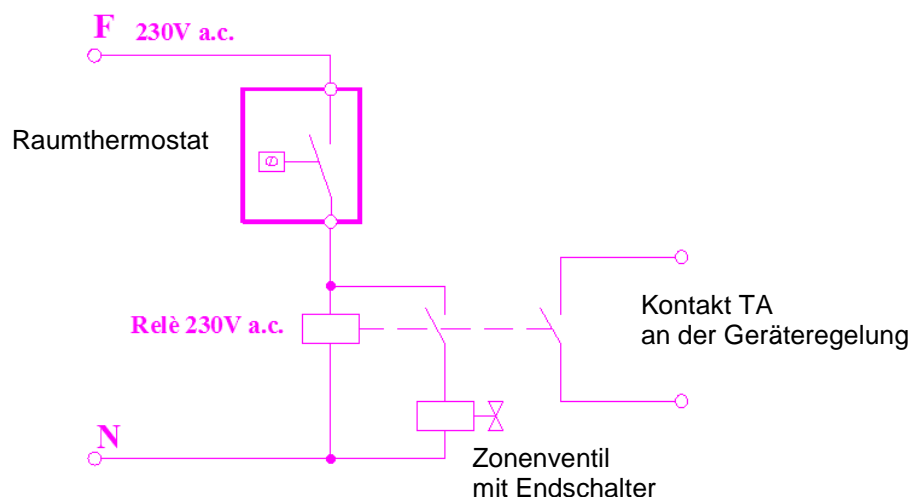 F 230V a.c.
Raumthermostat
Relè 230V a.c.
Kontakt TA
an der Geräteregelung
N
Zonenventil
mit Endschalter